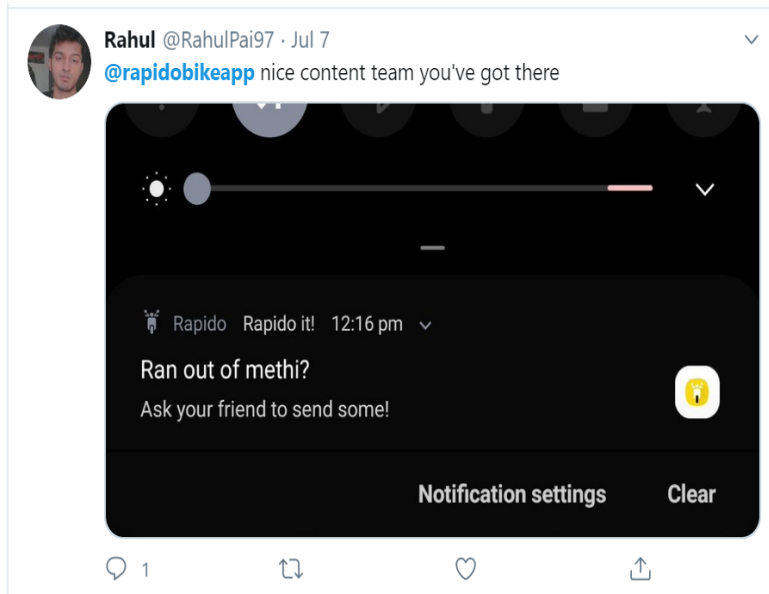 Rahul @RahulPai97 · Jul 7
@rapidobikeapp nice content team you've got there
Rapido Rapido it! 12:16 pm
Ran out of methi?
Ask your friend to send some!
Notification settings Clear
1